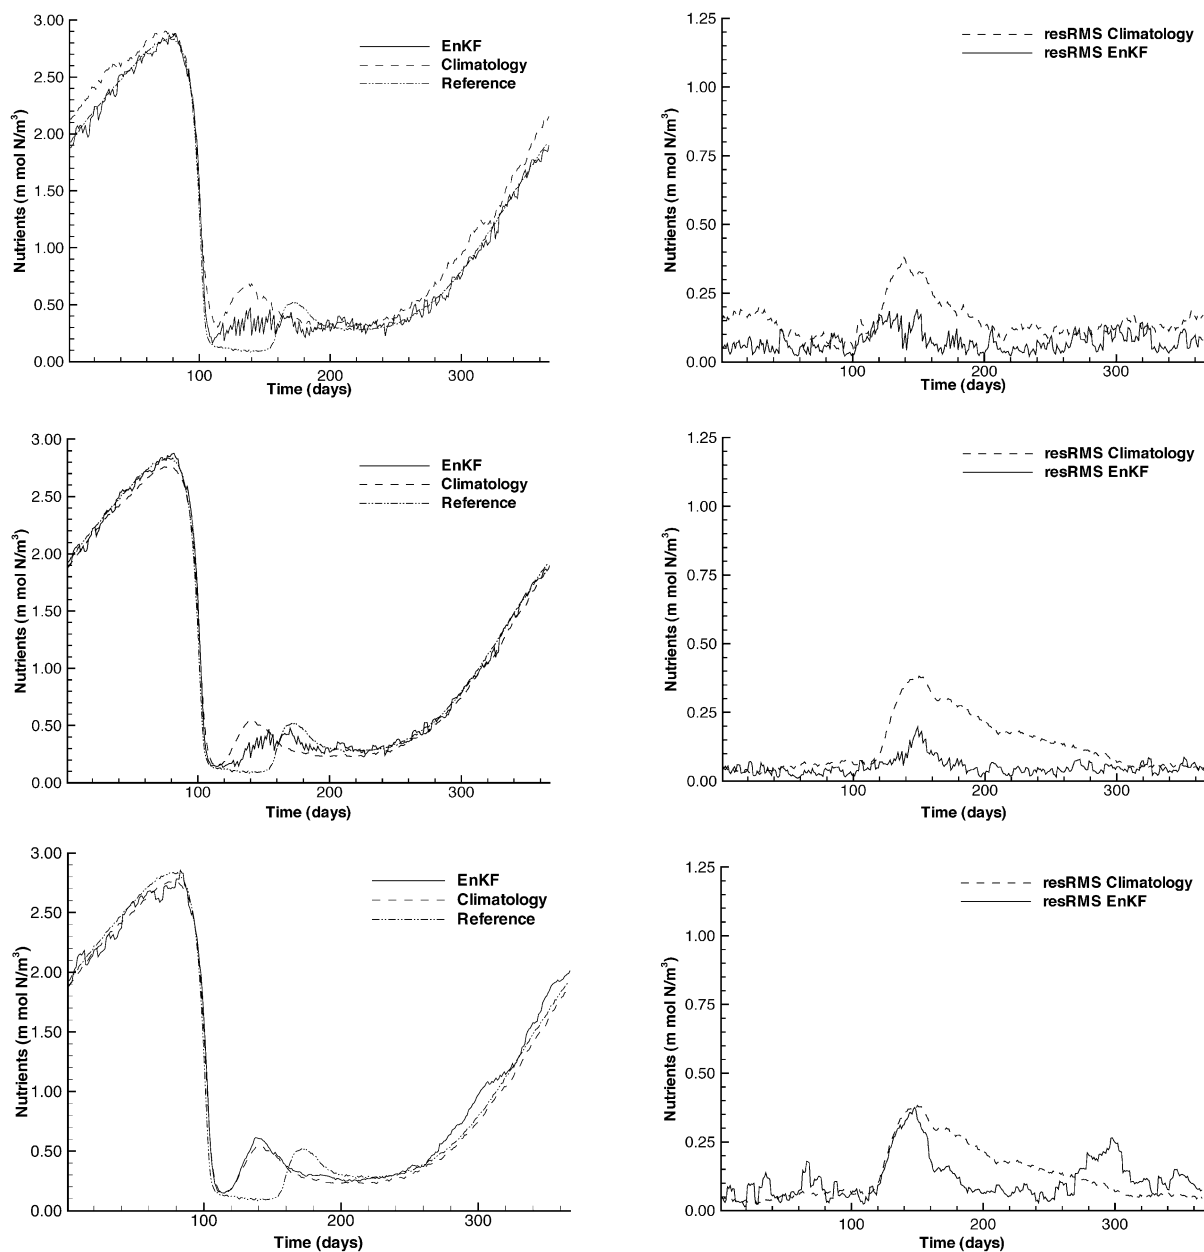 3.00
2.50
2.00
1.50
1.00
0.50
0.00
Nutrients (m mol N/m³)
EnKF
Climatology
Reference
100
200
300
Time (days)
1.25
1.00
0.75
0.50
0.25
0.00
Nutrients (m mol N/m³)
resRMS Climatology
resRMS EnKF
100
200
300
Time (days)
3.00
2.50
2.00
1.50
1.00
0.50
0.00
Nutrients (m mol N/m³)
EnKF
Climatology
Reference
100
200
300
Time (days)
1.25
1.00
0.75
0.50
0.25
0.00
Nutrients (m mol N/m³)
resRMS Climatology
resRMS EnKF
100
200
300
Time (days)
3.00
2.50
2.00
1.50
1.00
0.50
0.00
Nutrients (m mol N/m³)
EnKF
Climatology
Reference
100
200
300
Time (days)
1.25
1.00
0.75
0.50
0.25
0.00
Nutrients (m mol N/m³)
resRMS Climatology
resRMS EnKF
100
200
300
Time (days)